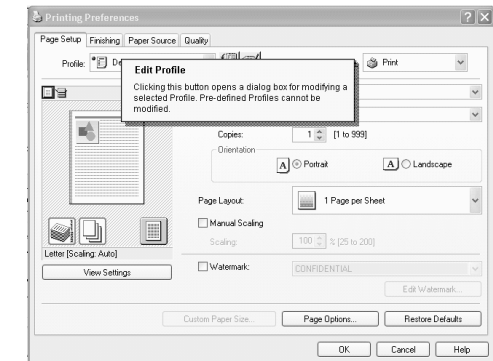 Printing Preferences
Page Setup Finishing Paper Source Quality
Profile: De Print
Edit Profile
Clicking this button opens a dialog box for modifying a
selected Profile. Pre-defined Profiles cannot be
modified.
Copies: 1 [1 to 999]
Orientation
A Portrait A Landscape
Page Layout: 1 Page per Sheet
Manual Scaling
Scaling: 100 % [25 to 200]
Letter [Scaling: Auto]
View Settings
Watermark: CONFIDENTIAL
Edit Watermark...
Custom Paper Size... Page Options... Restore Defaults
OK Cancel Help